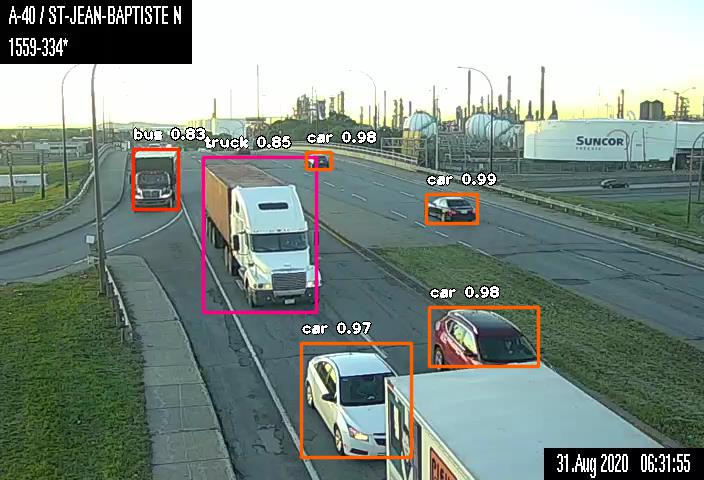 A-40 / ST-JEAN-BAPTISTE N
1559-334*
bus 0.83
truck 0.85
car 0.98
car 0.99
SUNCOR
car 0.98
car 0.97
31.Aug 2020 06:31:55